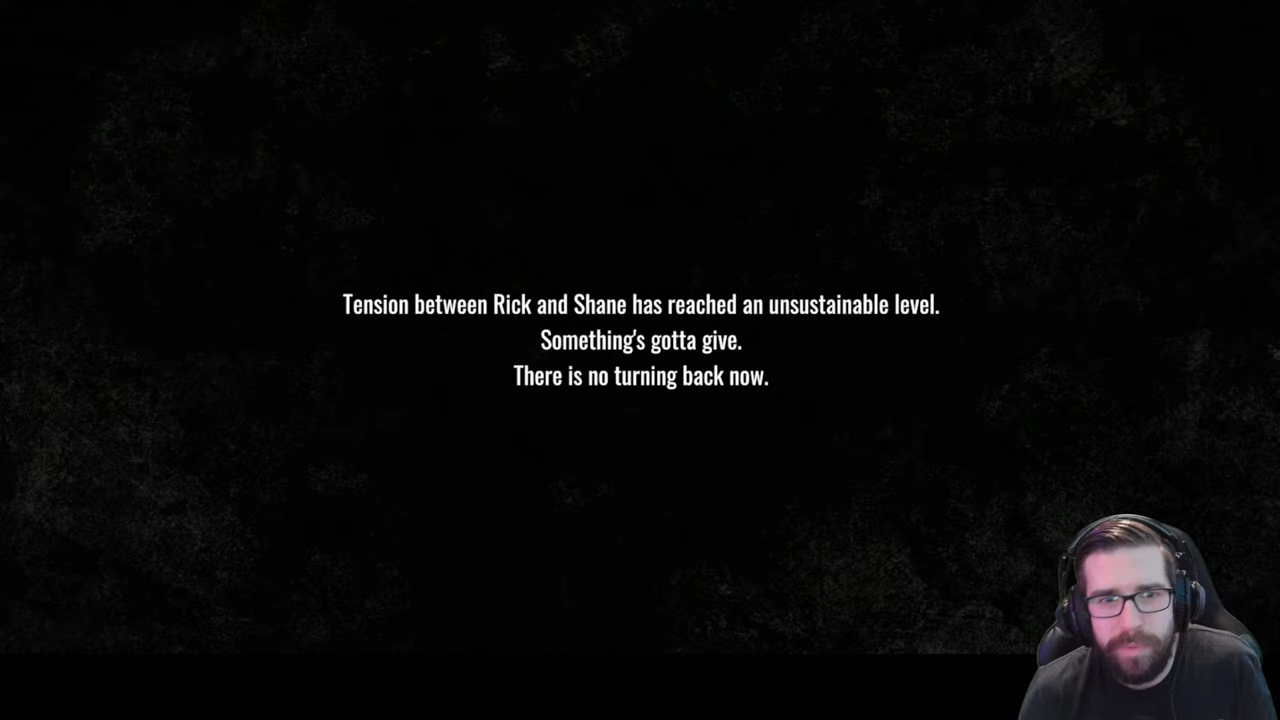 Tension between Rick and Shane has reached an unsustainable level.
Something's gotta give.
There is no turning back now.